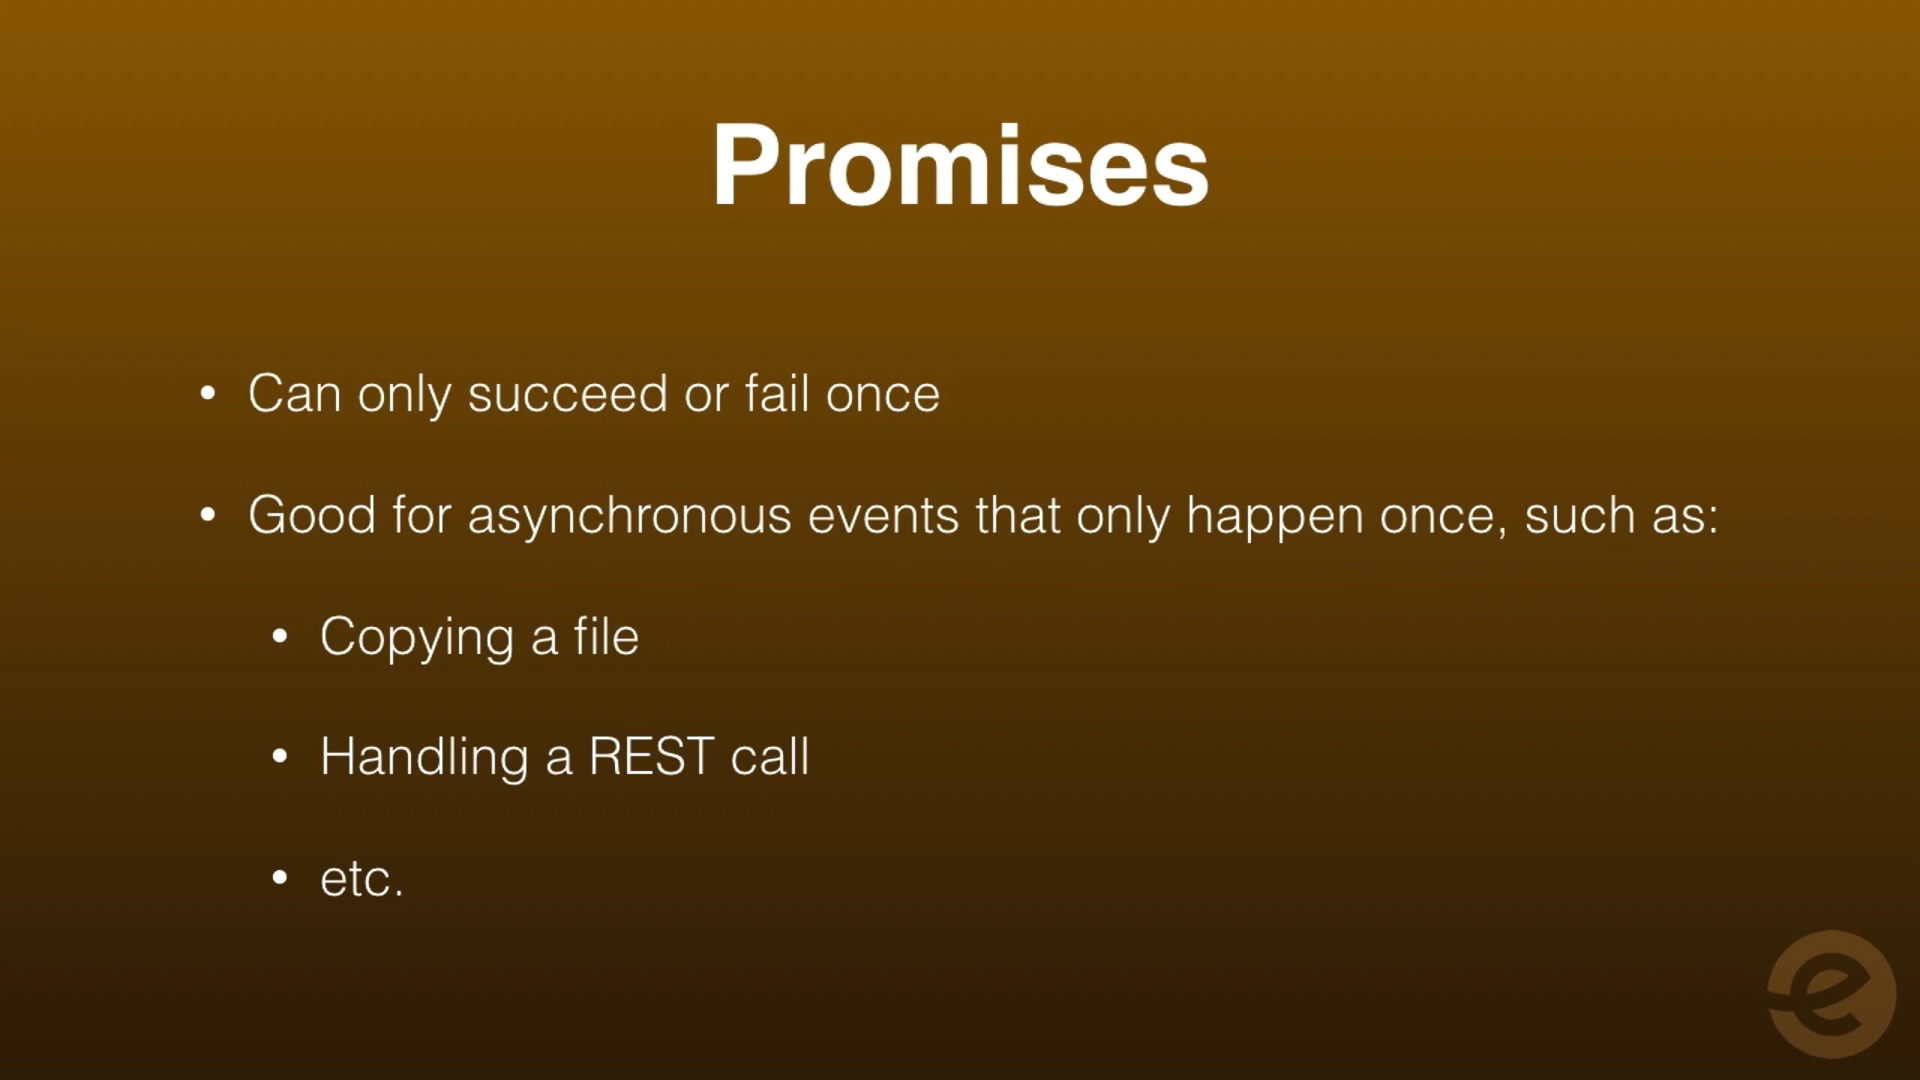 Promises
• Can only succeed or fail once
• Good for asynchronous events that only happen once, such as:
• Copying a file
• Handling a REST call
• etc.